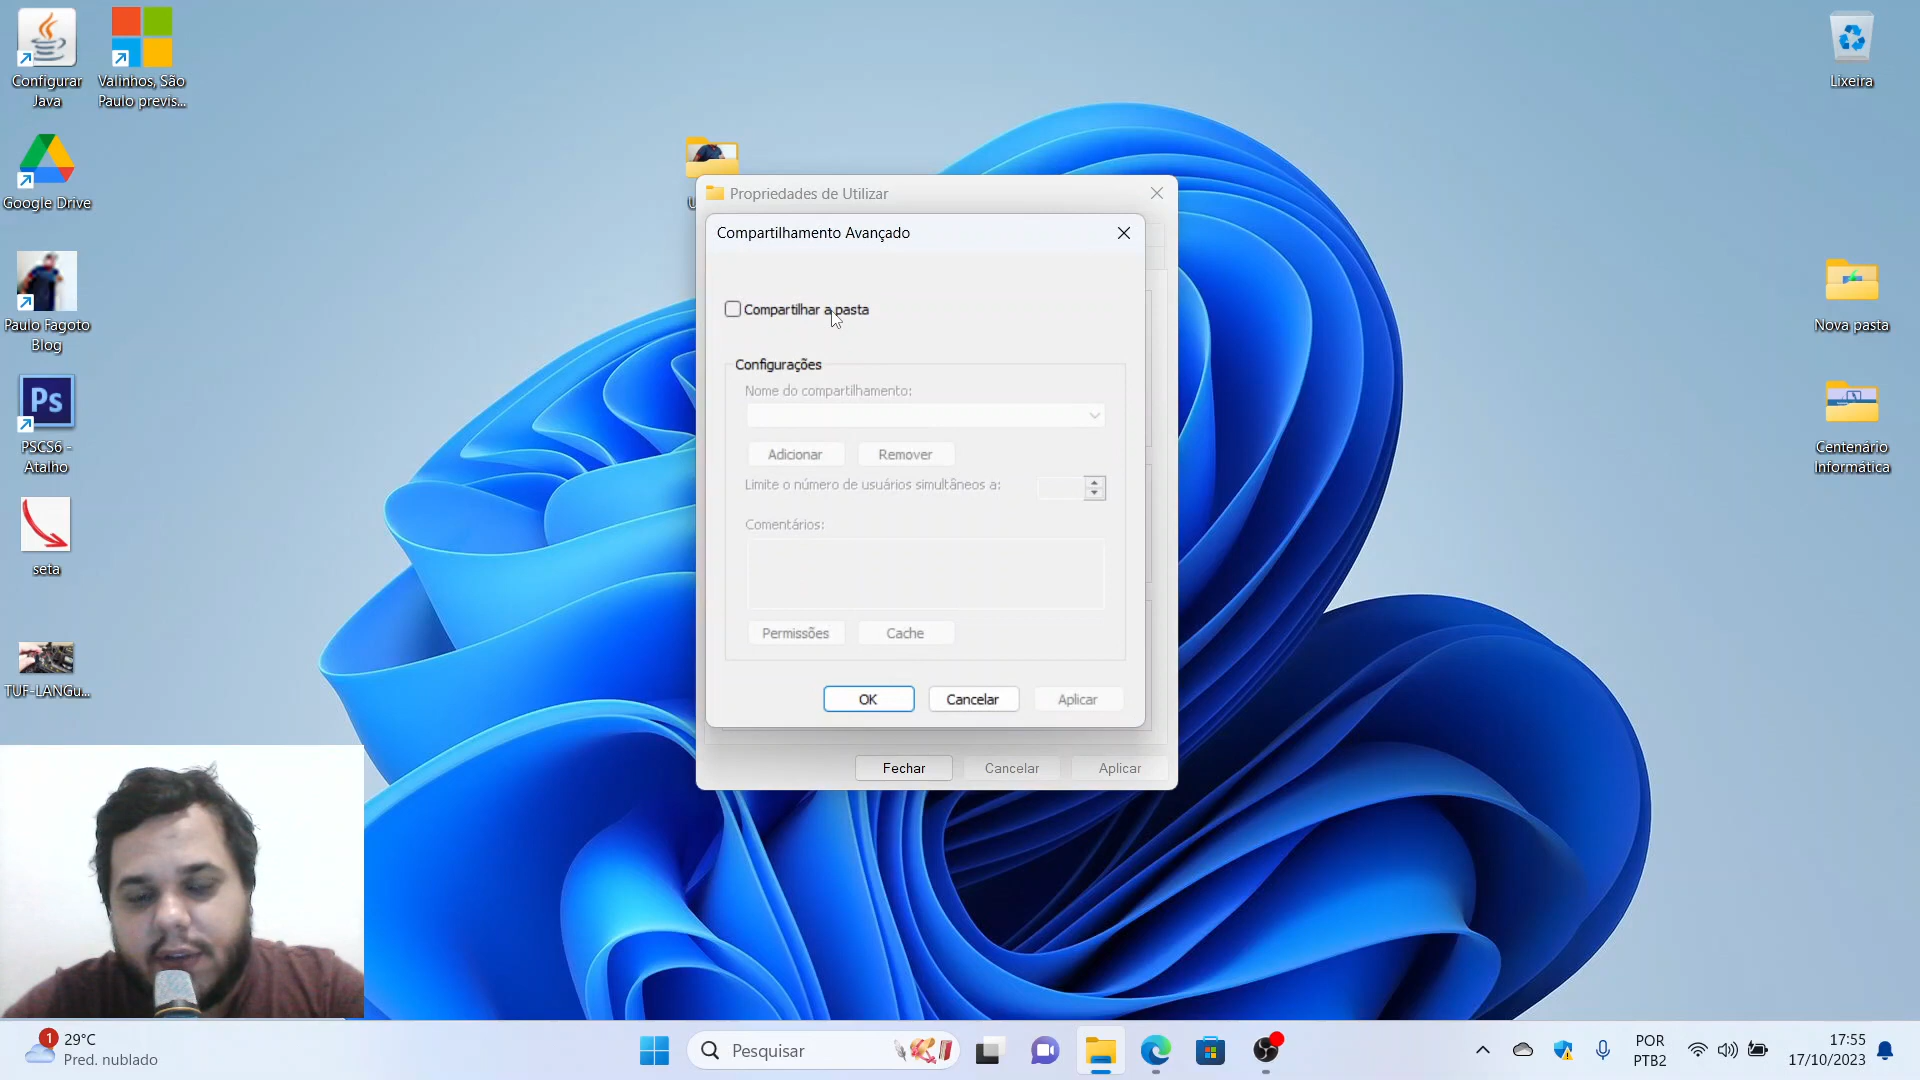 Configurar
Java
Valinhos, São
Paulo previs...
Google Drive
Paulo Fagoto
Blog
Ps
PSCS6 -
Atalho
seta
TUF-LANGu...
Lixeira
Nova pasta
Centenário
Informática
U
Propriedades de Utilizar
Compartilhamento Avançado
Compartilhar a pasta
Configurações
Nome do compartilhamento:
Adicionar
Remover
Limite o número de usuários simultâneos a:
Comentários:
Permissões
Cache
OK
Cancelar
Aplicar
Fechar
Cancelar
Aplicar
1
29°C
Pred. nublado
Pesquisar
POR
PTB2
17:55
17/10/2023